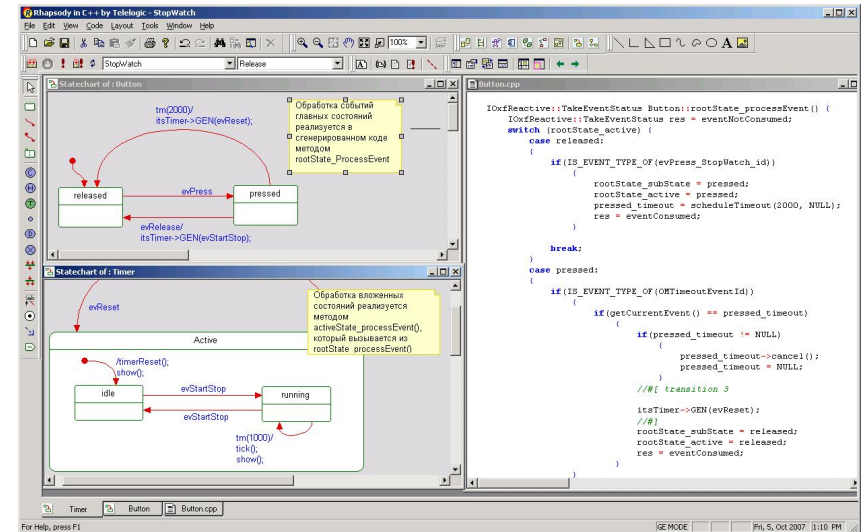 Rhapsody in C++ by Telelogic - StopWatch
File Edit View Code Layout Tools Window Help
100%
StopWatch Release
Statechart of : Button
tm(2000)/
itsTimer->GEN(evReset);
Обработка событий
главных состояний
реализуется в
сгенерированном коде
методом
rootState_ProcessEvent
released
evPress
pressed
evRelease/
itsTimer->GEN(evStartStop);
Statechart of : Timer
evReset
Обработка вложенных
состояний реализуется
методом
activeState_processEvent(),
который вызывается из
rootState_processEvent()
Active
/timerReset();
show();
idle
evStartStop
running
evStartStop
tm(1000)/
tick();
show();
Button.cpp
IOxfReactive::TakeEventStatus Button::rootState_processEvent() {
IOxfReactive::TakeEventStatus res = eventNotConsumed;
switch (rootState_active) {
case released:
{
if(IS_EVENT_TYPE_OF(evPress_StopWatch_id))
{
rootState_subState = pressed;
rootState_active = pressed;
pressed_timeout = scheduleTimeout(2000, NULL);
res = eventConsumed;
}
break;
}
case pressed:
{
if(IS_EVENT_TYPE_OF(OMTimeoutEventId))
{
if(getCurrentEvent() == pressed_timeout)
{
if(pressed_timeout != NULL)
{
pressed_timeout->cancel();
pressed_timeout = NULL;
}
//#[ transition 3
itsTimer->GEN(evReset);
//#]
rootState_subState = released;
rootState_active = released;
res = eventConsumed;
}
}
Timer Button Button.cpp
For Help, press F1
GE MODE Fri, 5, Oct 2007 1:10 PM